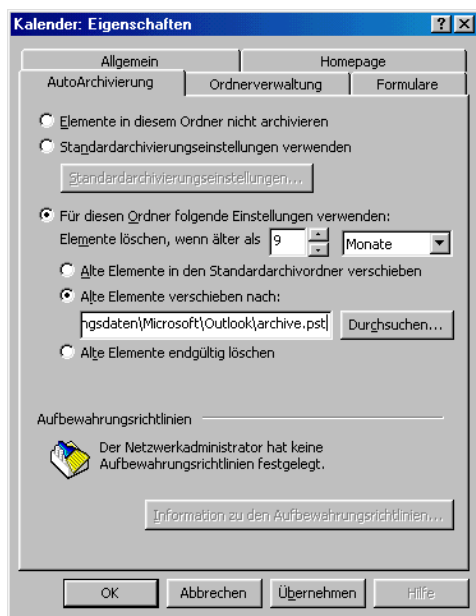 Kalender: Eigenschaften
Allgemein Homepage
AutoArchivierung Ordnerverwaltung Formulare
Elemente in diesem Ordner nicht archivieren
Standardarchivierungseinstellungen verwenden
Standardarchivierungseinstellungen...
Für diesen Ordner folgende Einstellungen verwenden:
Elemente löschen, wenn älter als 9 Monate
Alte Elemente in den Standardarchivordner verschieben
Alte Elemente verschieben nach:
ngsdaten\Microsoft\Outlook\archive.pst Durchsuchen...
Alte Elemente endgültig löschen
Aufbewahrungsrichtlinien
Der Netzwerkadministrator hat keine
Aufbewahrungsrichtlinien festgelegt.
Information zu den Aufbewahrungsrichtlinien...
OK Abbrechen Übernehmen Hilfe